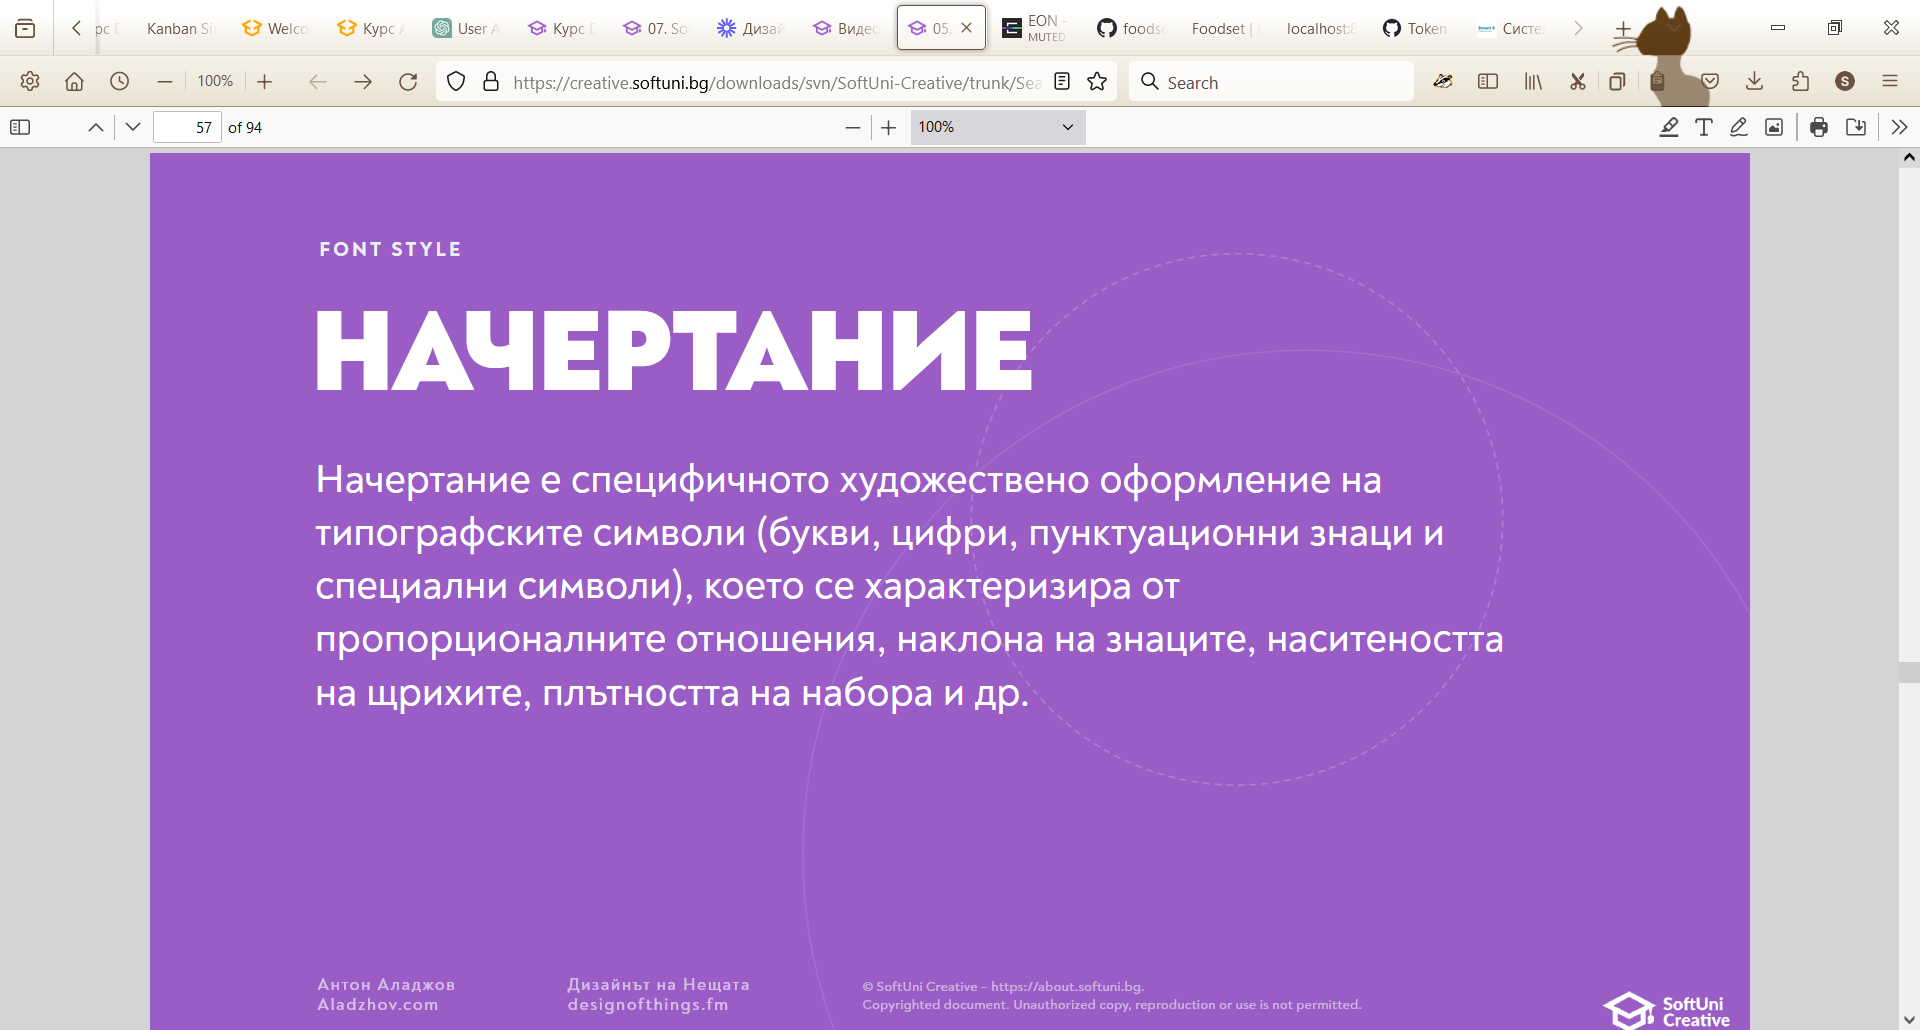 Kanban Si
Welco
Курс
User A
Курс
07. So
Дизай
Видео
05.
EON -
MUTED
foods
Foodset |
localhost:8
Token
Систе
100%
https://creative.softuni.bg/downloads/svn/SoftUni-Creative/trunk/Sea
Search
57 of 94
100%
FONT STYLE
НАЧЕРТАНИЕ
Начертание е специфичното художествено оформление на
типографските символи (букви, цифри, пунктуационни знаци и
специални символи), което се характеризира от
пропорционалните отношения, наклона на знаците, наситеността
на щрихите, плътността на набора и др.
Антон Аладжов
Aladzhov.com
Дизайнът на Нещата
designofthings.fm
© SoftUni Creative – https://about.softuni.bg.
Copyrighted document. Unauthorized copy, reproduction or use is not permitted.
SoftUni
Creative